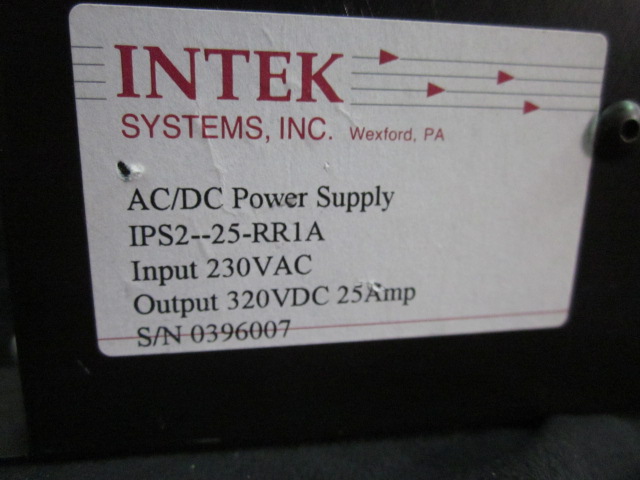 INTEK
SYSTEMS, INC. Wexford, PA
AC/DC Power Supply
IPS2--25-RR1A
Input 230VAC
Output 320VDC 25Amp
S/N 0396007